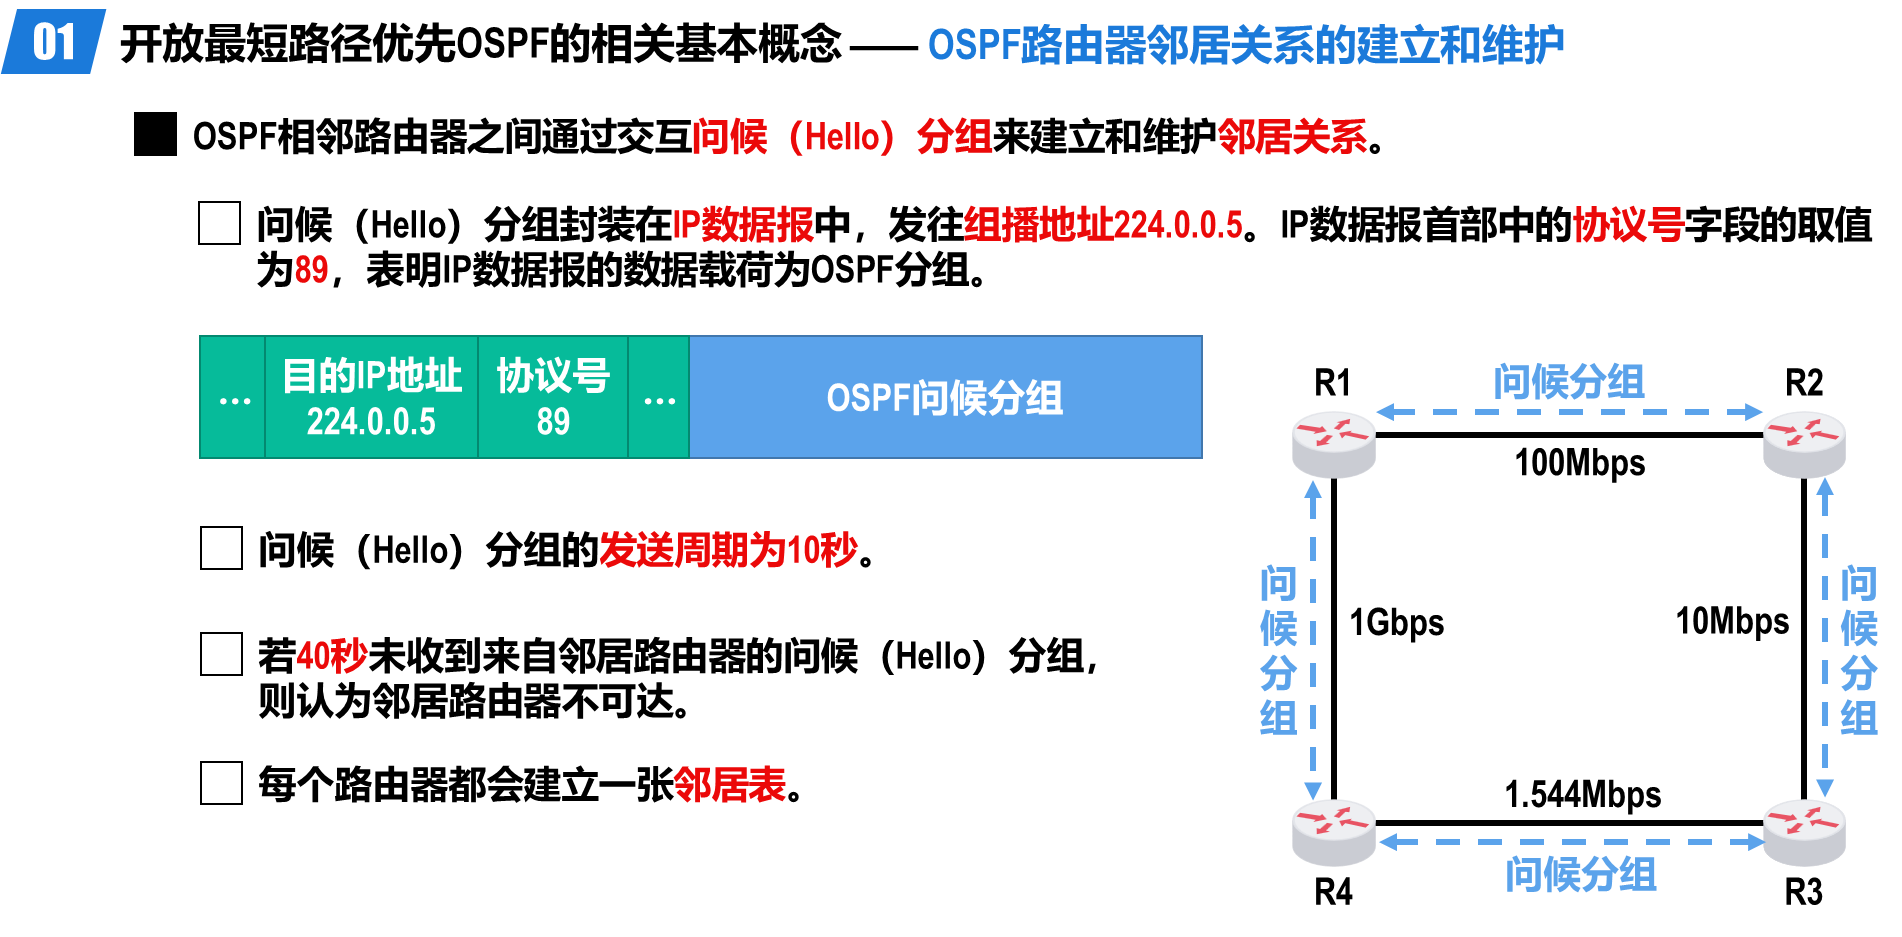 01 开放最短路径优先OSPF的相关基本概念 —— OSPF路由器邻居关系的建立和维护
OSPF相邻路由器之间通过交互问候（Hello）分组来建立和维护邻居关系。
问候（Hello）分组封装在IP数据报中，发往组播地址224.0.0.5。IP数据报首部中的协议号字段的取值
为89，表明IP数据报的数据载荷为OSPF分组。
... 目的IP地址 协议号 ... OSPF问候分组
224.0.0.5 89
问候（Hello）分组的发送周期为10秒。
若40秒未收到来自邻居路由器的问候（Hello）分组，
则认为邻居路由器不可达。
每个路由器都会建立一张邻居表。
R1 问候分组 R2
100Mbps
问候分组 1Gbps 10Mbps 问候分组
1.544Mbps
问候分组
R4 R3